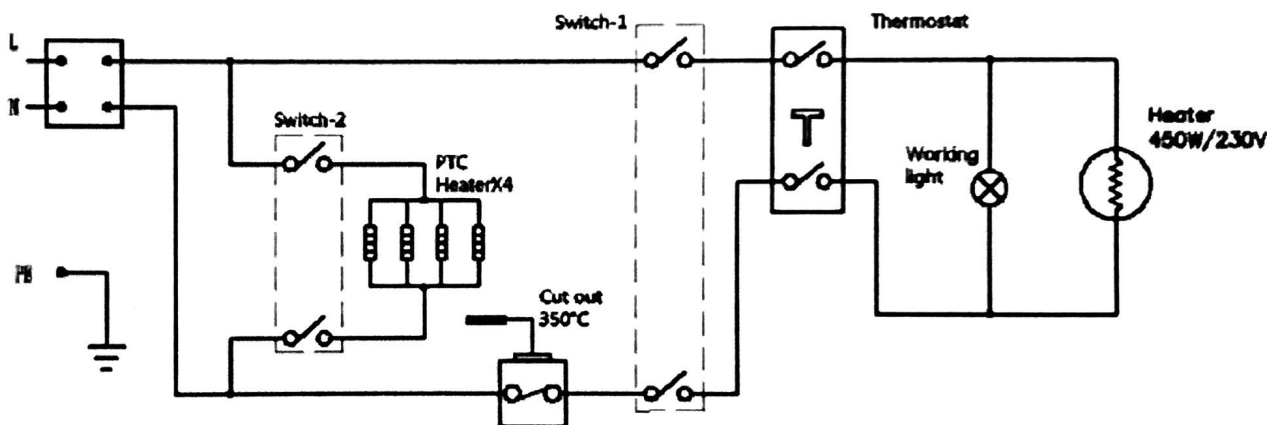 Switch-1
Thermostat
L
N
Switch-2
PTC
HeaterX4
Working
light
Heater
450W/230V
T
Cut out
350°C